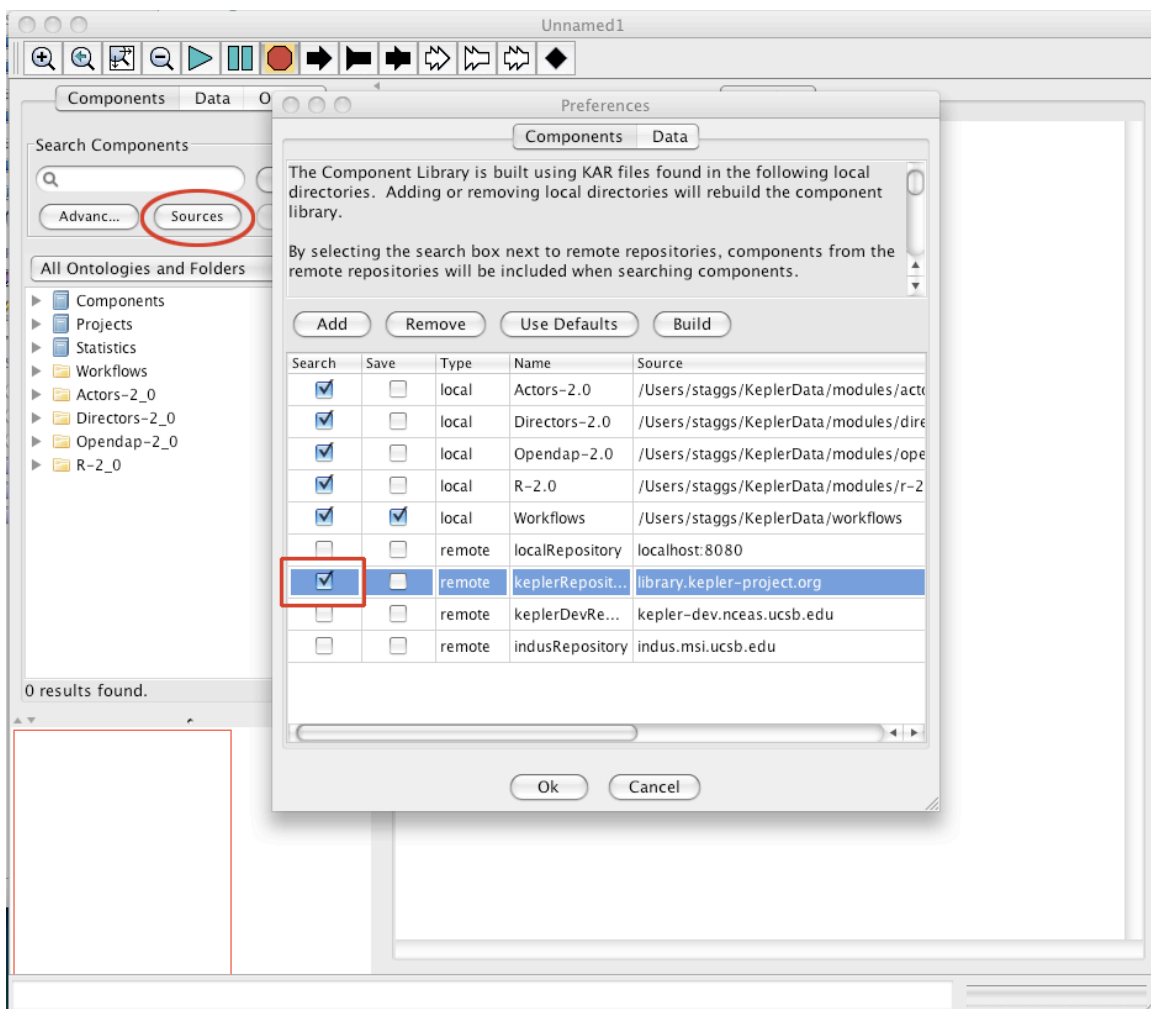 Unnamed1
Components Data O
Search Components
Advanc... Sources
All Ontologies and Folders
Components
Projects
Statistics
Workflows
Actors-2_0
Directors-2_0
Opendap-2_0
R-2_0
0 results found.
Preferences
Components Data
The Component Library is built using KAR files found in the following local
directories. Adding or removing local directories will rebuild the component
library.
By selecting the search box next to remote repositories, components from the
remote repositories will be included when searching components.
Add Remove Use Defaults Build
Search Save Type Name Source
local Actors-2.0 /Users/staggs/KeplerData/modules/acto
local Directors-2.0 /Users/staggs/KeplerData/modules/dire
local Opendap-2.0 /Users/staggs/KeplerData/modules/ope
local R-2.0 /Users/staggs/KeplerData/modules/r-2
local Workflows /Users/staggs/KeplerData/workflows
remote localRepository localhost:8080
remote keplerReposit... library.kepler-project.org
remote keplerDevRe... kepler-dev.nceas.ucsb.edu
remote indusRepository indus.msi.ucsb.edu
Ok Cancel